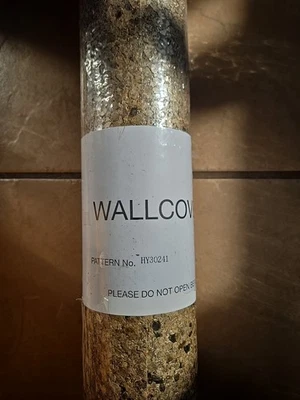 WALLCOV
PATTERN No. HY30241
PLEASE DO NOT OPEN B